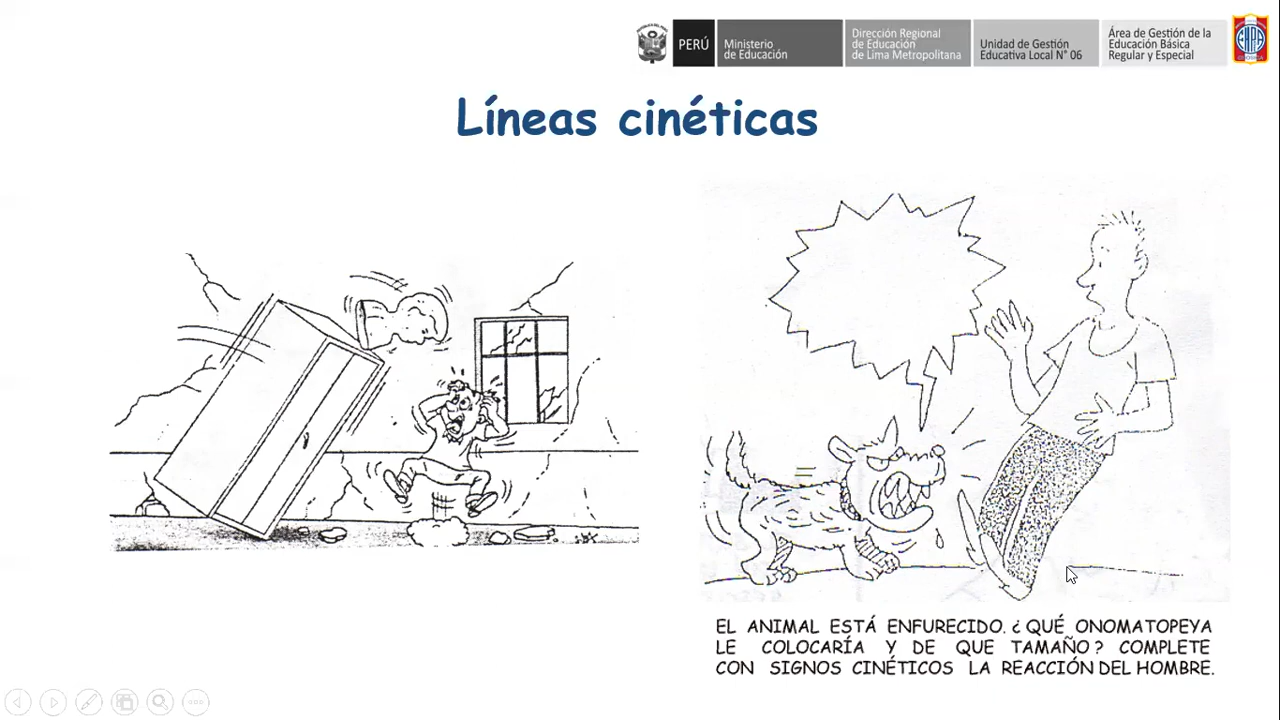 PERÚ
Ministerio
de Educación
Dirección Regional
de Educación
de Lima Metropolitana
Unidad de Gestión
Educativa Local N° 06
Área de Gestión de la
Educación Básica
Regular y Especial
Líneas cinéticas
EL ANIMAL ESTÁ ENFURECIDO. ¿ QUÉ ONOMATOPEYA
LE COLOCARÍA Y DE QUE TAMAÑO ? COMPLETE
CON SIGNOS CINÉTICOS LA REACCIÓN DEL HOMBRE.